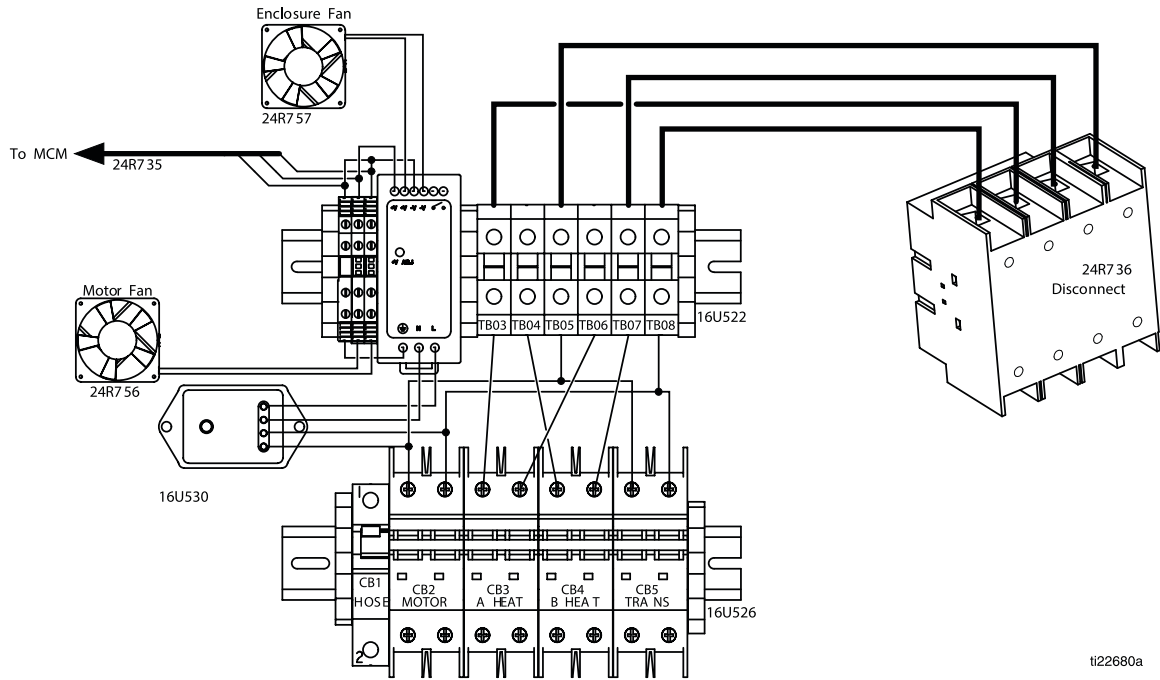 Enclosure Fan
24R757
To MCM
24R735
+V ADJ.
N L
Motor Fan
24R756
TB03 TB04 TB05 TB06 TB07 TB08
16U522
24R736
Disconnect
16U530
1
CB1
HOSE
2
CB2
MOTOR
CB3
A HEAT
CB4
B HEAT
CB5
TRANS
16U526
ti22680a